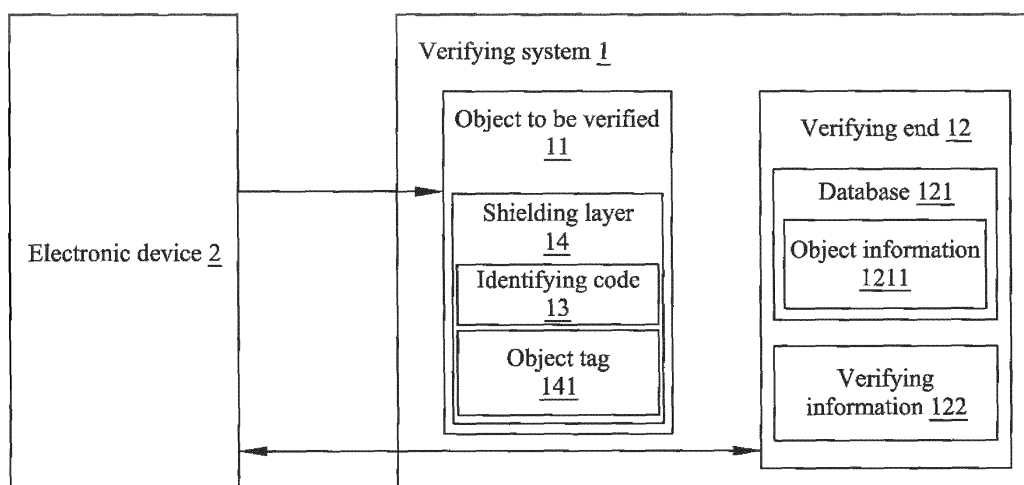 Verifying system 1
Object to be verified
11
Shielding layer
14
Identifying code
13
Object tag
141
Verifying end 12
Database 121
Object information
1211
Verifying
information 122
Electronic device 2